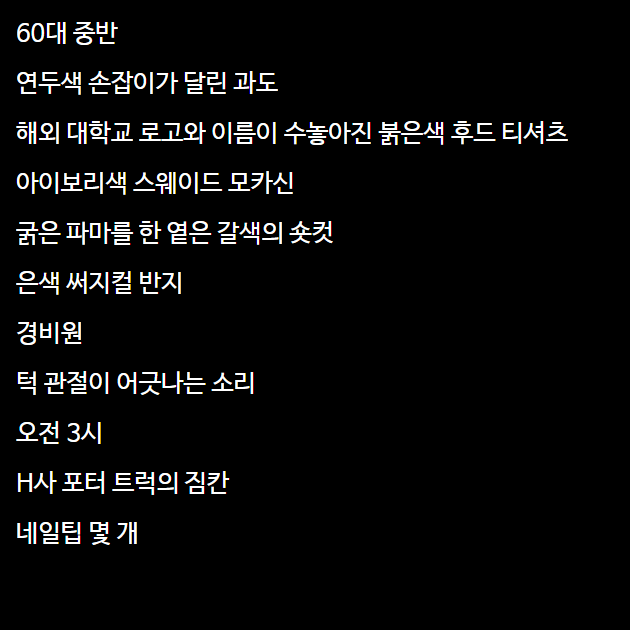 60대 중반
연두색 손잡이가 달린 과도
해외 대학교 로고와 이름이 수놓아진 붉은색 후드 티셔츠
아이보리색 스웨이드 모카신
굵은 파마를 한 옅은 갈색의 숏컷
은색 써지컬 반지
경비원
턱 관절이 어긋나는 소리
오전 3시
H사 포터 트럭의 짐칸
네일팁 몇 개